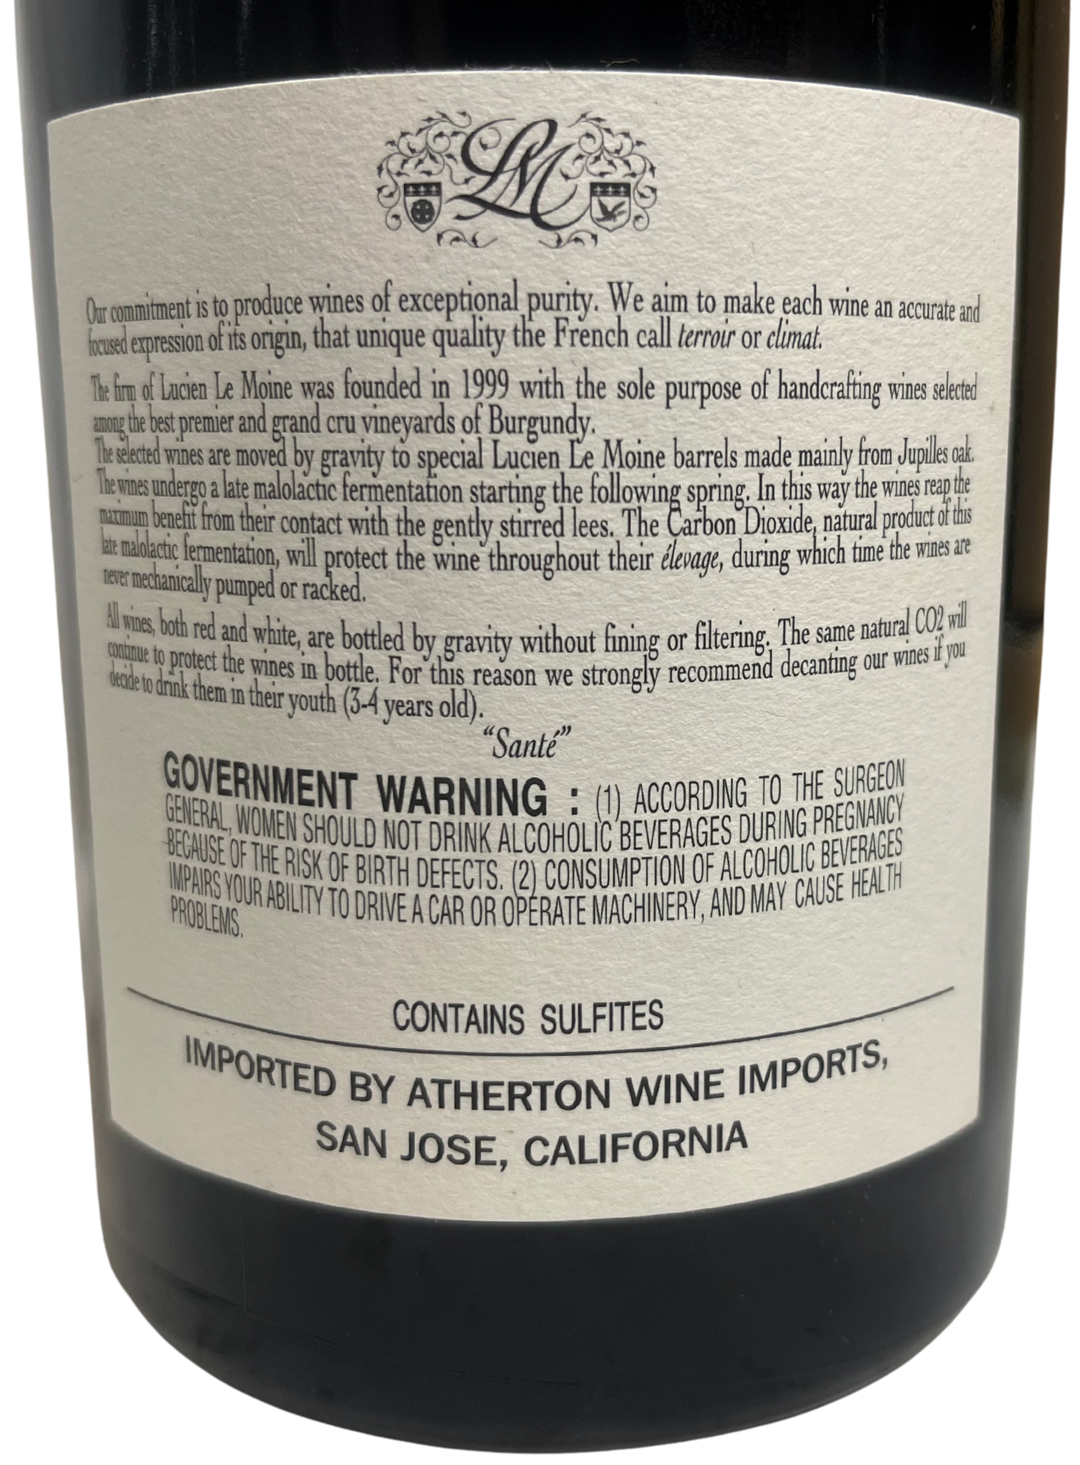 LM
Our commitment is to produce wines of exceptional purity. We aim to make each wine an accurate and
focused expression of its origin, that unique quality the French call terroir or climat.
The firm of Lucien Le Moine was founded in 1999 with the sole purpose of handcrafting wines selected
among the best premier and grand cru vineyards of Burgundy.
The selected wines are moved by gravity to special Lucien Le Moine barrels made mainly from Jupilles oak.
The wines undergo a late malolactic fermentation starting the following spring. In this way the wines reap the
maximum benefit from their contact with the gently stirred lees. The Carbon Dioxide, natural product of this
late malolactic fermentation, will protect the wine throughout their élevage, during which time the wines are
never mechanically pumped or racked.
All wines, both red and white, are bottled by gravity without fining or filtering. The same natural CO2 will
continue to protect the wines in bottle. For this reason we strongly recommend decanting our wines if you
decide to drink them in their youth (3-4 years old).
“Santé”
GOVERNMENT WARNING : (1) ACCORDING TO THE SURGEON
GENERAL, WOMEN SHOULD NOT DRINK ALCOHOLIC BEVERAGES DURING PREGNANCY
BECAUSE OF THE RISK OF BIRTH DEFECTS. (2) CONSUMPTION OF ALCOHOLIC BEVERAGES
IMPAIRS YOUR ABILITY TO DRIVE A CAR OR OPERATE MACHINERY, AND MAY CAUSE HEALTH
PROBLEMS.
CONTAINS SULFITES
IMPORTED BY ATHERTON WINE IMPORTS,
SAN JOSE, CALIFORNIA